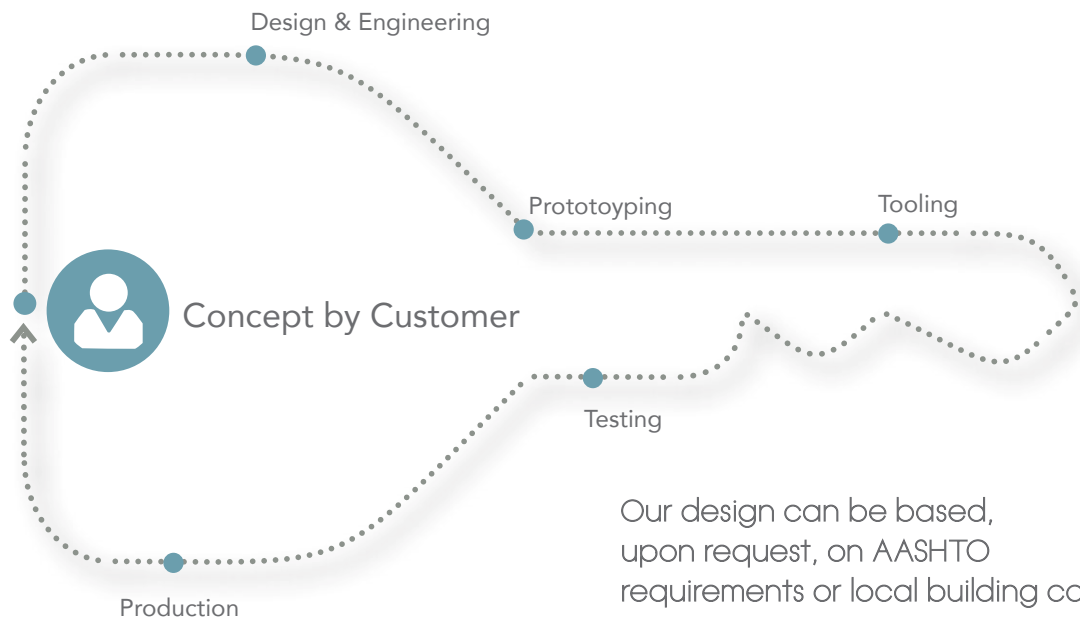 Design & Engineering
Prototoyping
Tooling
Concept by Customer
Testing
Our design can be based,
upon request, on AASHTO
requirements or local building
Production